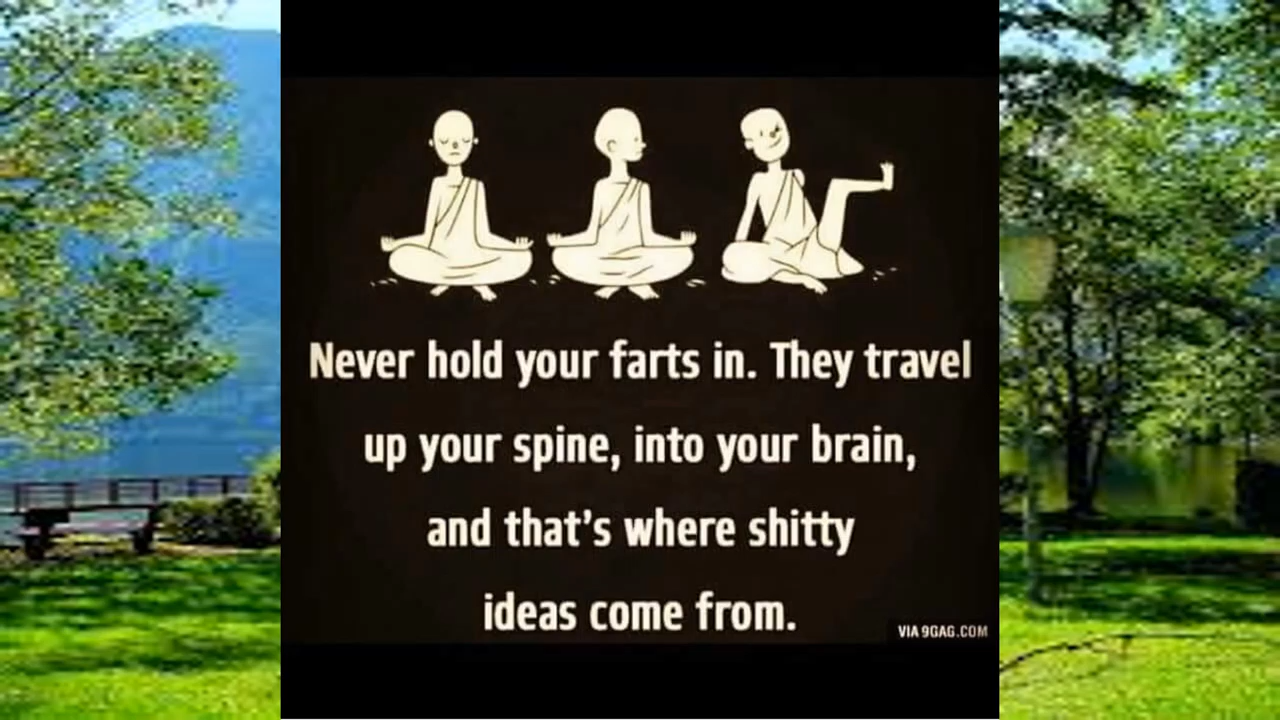 Never hold your farts in. They travel
up your spine, into your brain,
and that's where shitty
ideas come from.
VIA 9GAG.COM